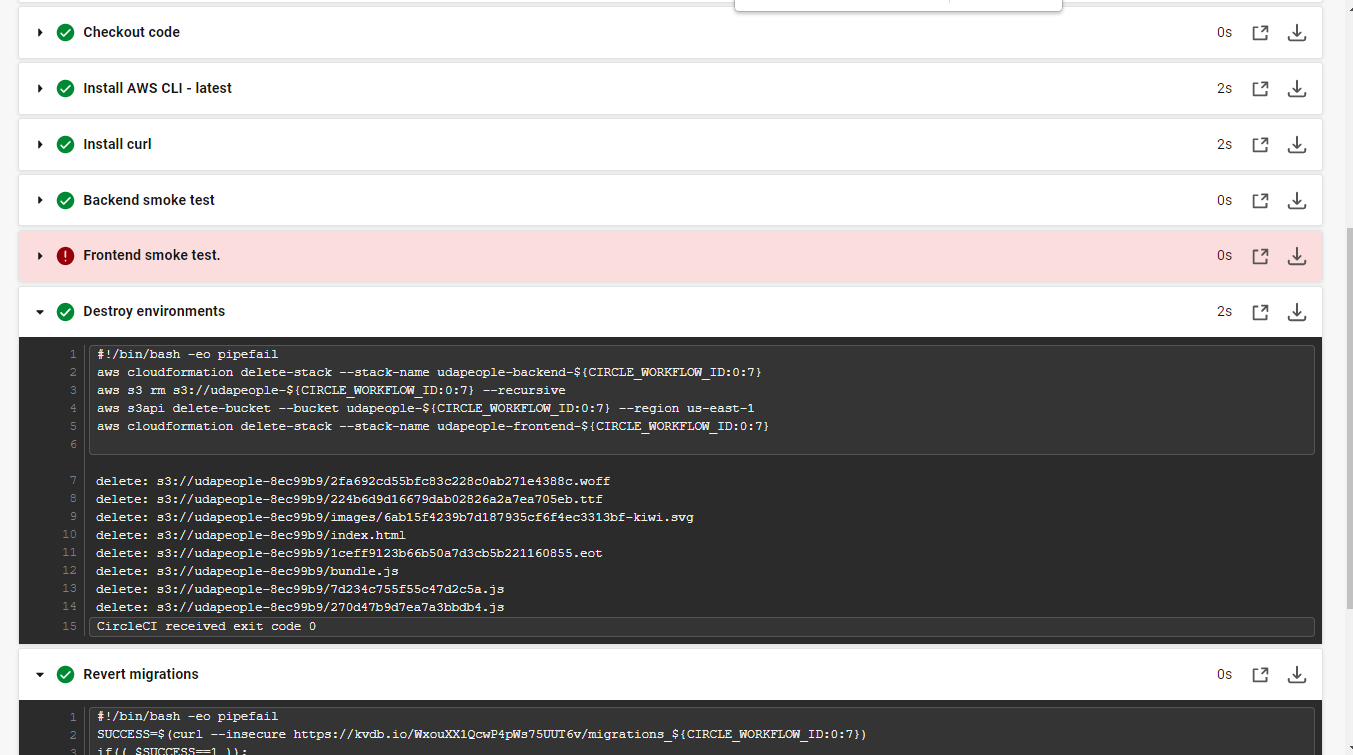 Checkout code 0s
Install AWS CLI - latest 2s
Install curl 2s
Backend smoke test 0s
Frontend smoke test. 0s
Destroy environments 2s
1 #!/bin/bash -eo pipefail
2 aws cloudformation delete-stack --stack-name udapeople-backend-${CIRCLE_WORKFLOW_ID:0:7}
3 aws s3 rm s3://udapeople-${CIRCLE_WORKFLOW_ID:0:7} --recursive
4 aws s3api delete-bucket --bucket udapeople-${CIRCLE_WORKFLOW_ID:0:7} --region us-east-1
5 aws cloudformation delete-stack --stack-name udapeople-frontend-${CIRCLE_WORKFLOW_ID:0:7}
6
7 delete: s3://udapeople-8ec99b9/2fa692cd55bfc83c228c0ab271e4388c.woff
8 delete: s3://udapeople-8ec99b9/224b6d9d16679dab02826a2a7ea705eb.ttf
9 delete: s3://udapeople-8ec99b9/images/6ab15f4239b7d187935cf6f4ec3313bf-kiwi.svg
10 delete: s3://udapeople-8ec99b9/index.html
11 delete: s3://udapeople-8ec99b9/1ceff9123b66b50a7d3cb5b221160855.eot
12 delete: s3://udapeople-8ec99b9/bundle.js
13 delete: s3://udapeople-8ec99b9/7d234c755f55c47d2c5a.js
14 delete: s3://udapeople-8ec99b9/270d47b9d7ea7a3bbdb4.js
15 CircleCI received exit code 0
Revert migrations 0s
1 #!/bin/bash -eo pipefail
2 SUCCESS=$(curl --insecure https://kvdb.io/WxouXX1QcwP4pWs75UUT6v/migrations_${CIRCLE_WORKFLOW_ID:0:7})
3 if(( $SUCCESS==1 ));